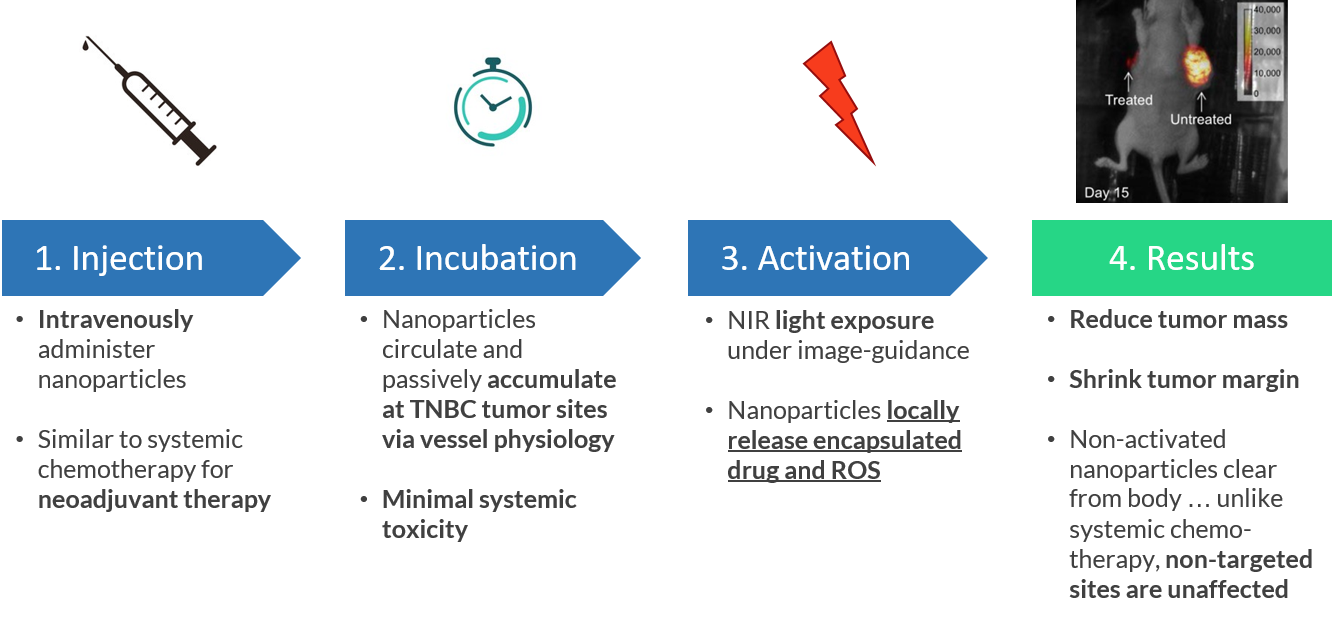 40,000
30,000
20,000
10,000
0
Treated
Untreated
Day 15
1. Injection
• Intravenously
administer
nanoparticles
• Similar to systemic
chemotherapy for
neoadjuvant therapy
2. Incubation
• Nanoparticles
circulate and
passively accumulate
at TNBC tumor sites
via vessel physiology
• Minimal systemic
toxicity
3. Activation
• NIR light exposure
under image-guidance
• Nanoparticles locally
release encapsulated
drug and ROS
4. Results
• Reduce tumor mass
• Shrink tumor margin
• Non-activated
nanoparticles clear
from body … unlike
systemic chemo-
therapy, non-targeted
sites are unaffected